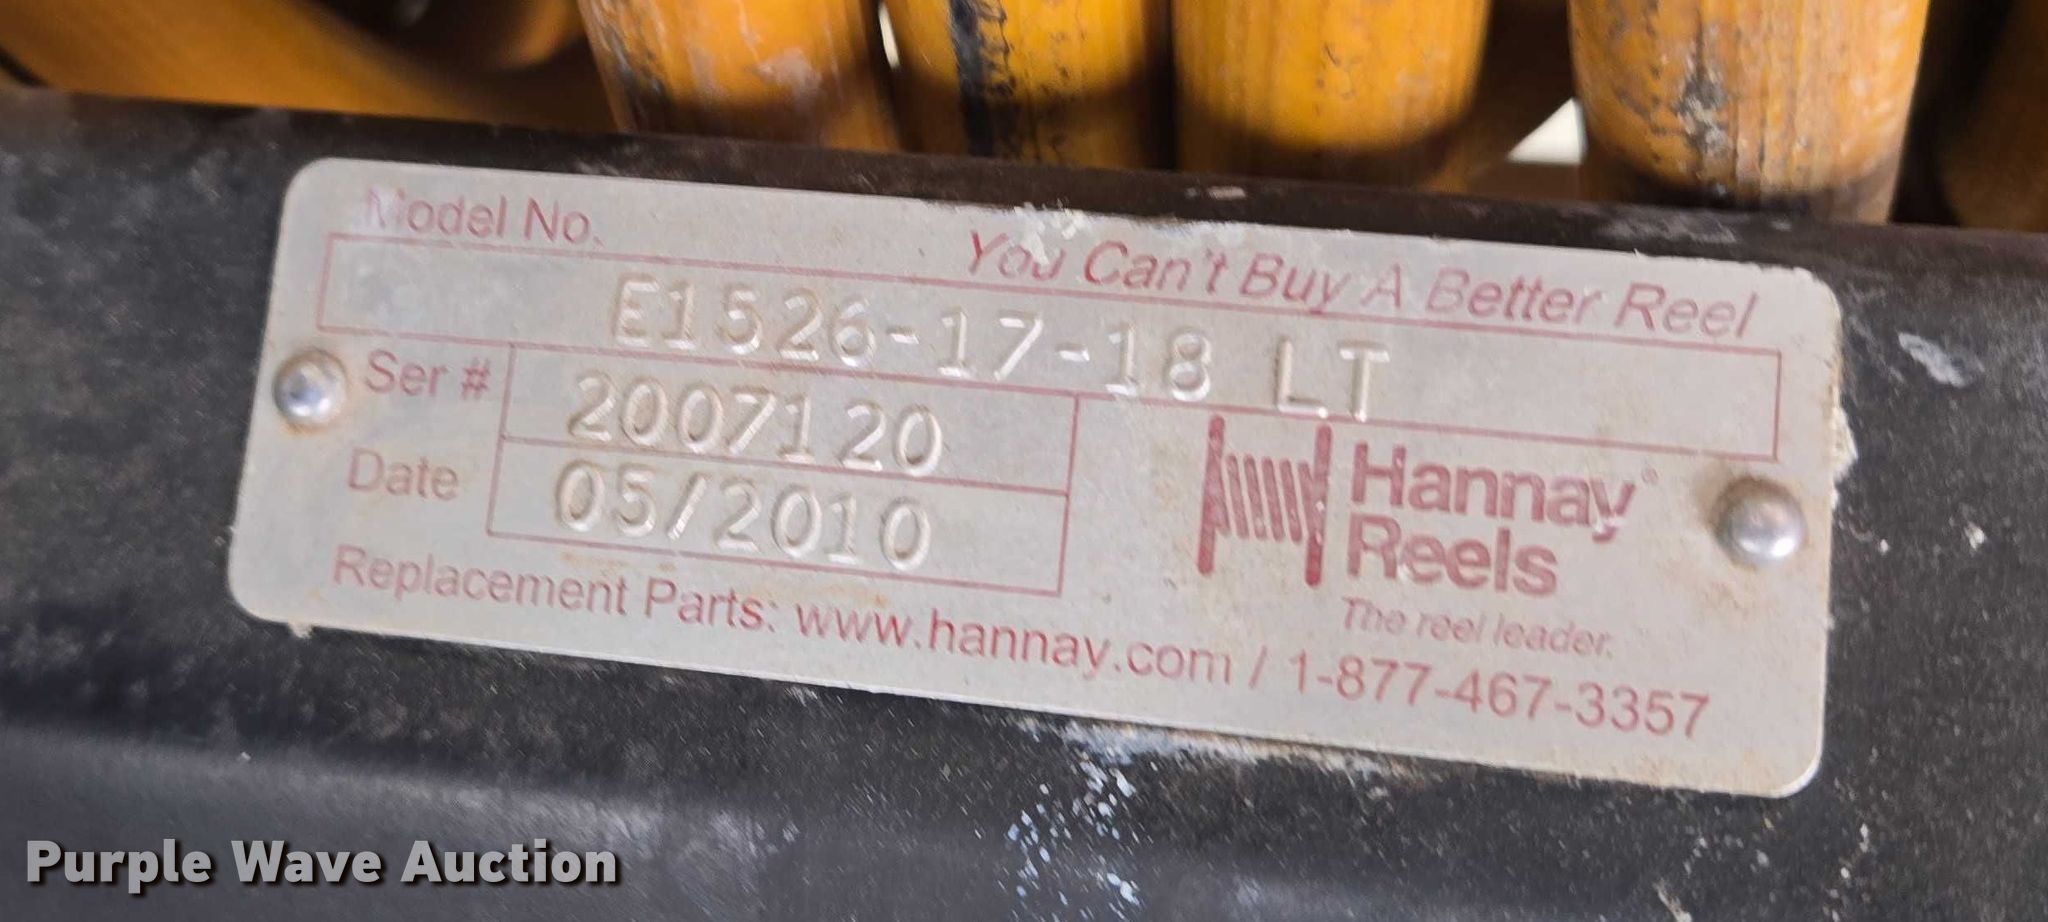 Model No.
You Can't Buy A Better Reel
E1526-17-18 LT
Ser # 2007120
Date 05/2010
Hannay®
Reels
The reel leader.
Replacement Parts: www.hannay.com / 1-877-467-3357
Purple Wave Auction